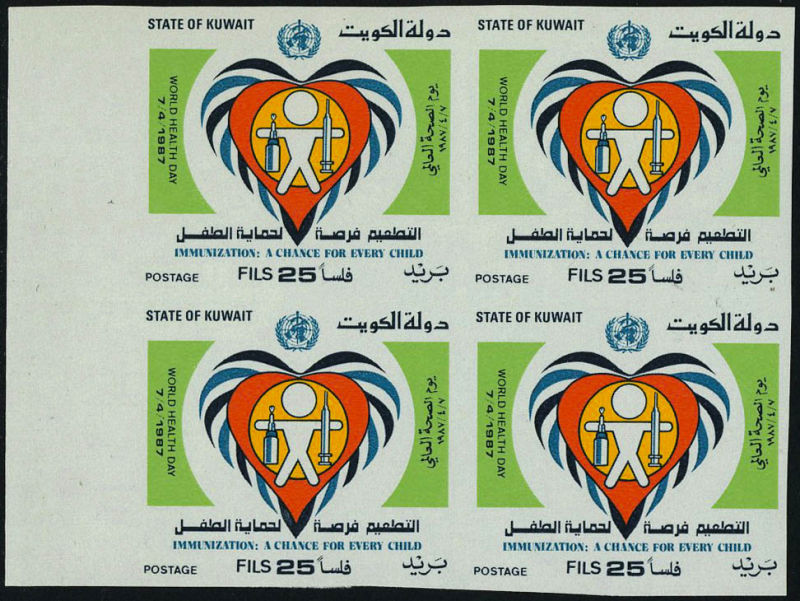 STATE OF KUWAIT دولة الكويت
WORLD HEALTH DAY
7/4/1987
يوم الصحة العالمي
١٩٨٧/٤/٧
التطعيم فرصة لحماية الطفل
IMMUNIZATION: A CHANCE FOR EVERY CHILD
POSTAGE FILS 25 فلساً بريد
STATE OF KUWAIT دولة الكويت
WORLD HEALTH DAY
7/4/1987
يوم الصحة العالمي
١٩٨٧/٤/٧
التطعيم فرصة لحماية الطفل
IMMUNIZATION: A CHANCE FOR EVERY CHILD
POSTAGE FILS 25 فلساً بريد
STATE OF KUWAIT دولة الكويت
WORLD HEALTH DAY
7/4/1987
يوم الصحة العالمي
١٩٨٧/٤/٧
التطعيم فرصة لحماية الطفل
IMMUNIZATION: A CHANCE FOR EVERY CHILD
POSTAGE FILS 25 فلساً بريد
STATE OF KUWAIT دولة الكويت
WORLD HEALTH DAY
7/4/1987
يوم الصحة العالمي
١٩٨٧/٤/٧
التطعيم فرصة لحماية الطفل
IMMUNIZATION: A CHANCE FOR EVERY CHILD
POSTAGE FILS 25 فلساً بريد